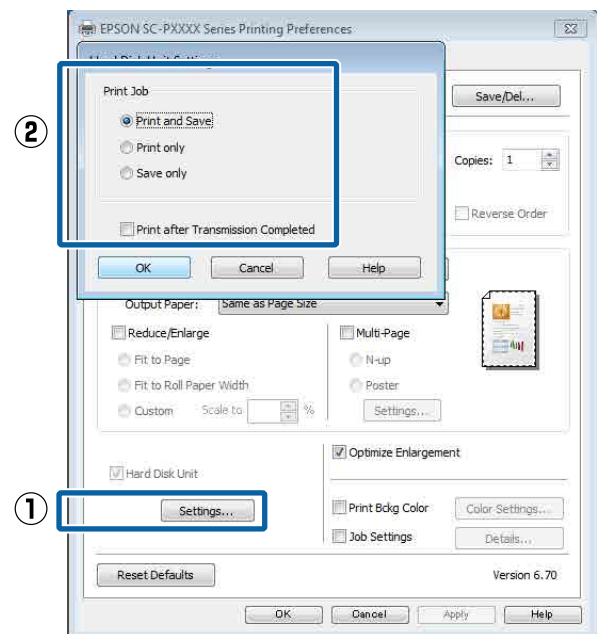 EPSON SC-PXXXX Series Printing Preferences
Print Job
Save/Del...
Print and Save
②
Print only
Copies: 1
Save only
Reverse Order
Print after Transmission Completed
OK Cancel Help
Output Paper: Same as Page Size
Reduce/Enlarge Multi-Page
Fit to Page N-up
Fit to Roll Paper Width Poster
Custom Scale to % Settings...
Optimize Enlargement
Hard Disk Unit
① Settings... Print Bckg Color Color Settings...
Job Settings Details...
Reset Defaults Version 6.70
OK Cancel Apply Help